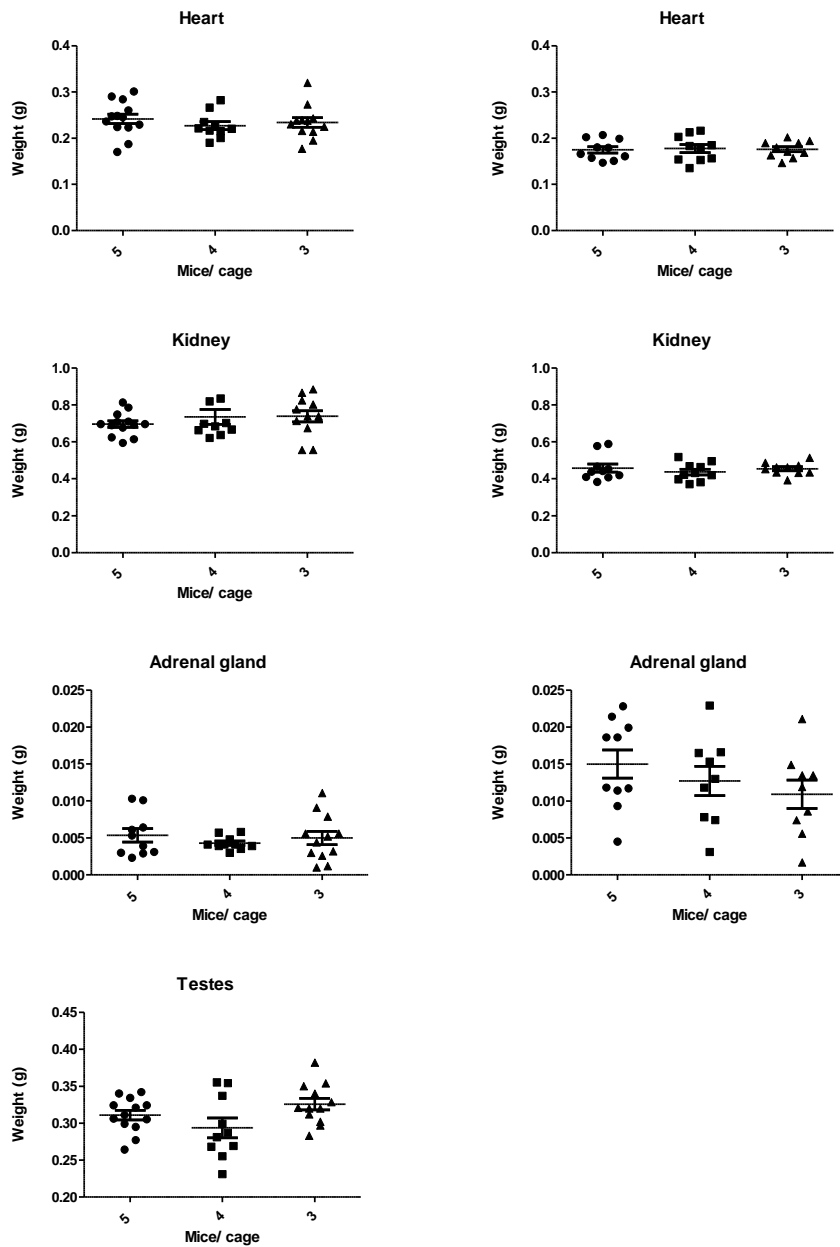 Heart
Weight (g)
0.4
0.3
0.2
0.1
0.0
5
4
3
Mice/ cage
Heart
Weight (g)
0.4
0.3
0.2
0.1
0.0
5
4
3
Mice/ cage
Kidney
Weight (g)
1.0
0.8
0.6
0.4
0.2
0.0
5
4
3
Mice/ cage
Kidney
Weight (g)
1.0
0.8
0.6
0.4
0.2
0.0
5
4
3
Mice/ cage
Adrenal gland
Weight (g)
0.025
0.020
0.015
0.010
0.005
0.000
5
4
3
Mice/ cage
Adrenal gland
Weight (g)
0.025
0.020
0.015
0.010
0.005
0.000
5
4
3
Mice/ cage
Testes
Weight (g)
0.45
0.40
0.35
0.30
0.25
0.20
5
4
3
Mice/ cage